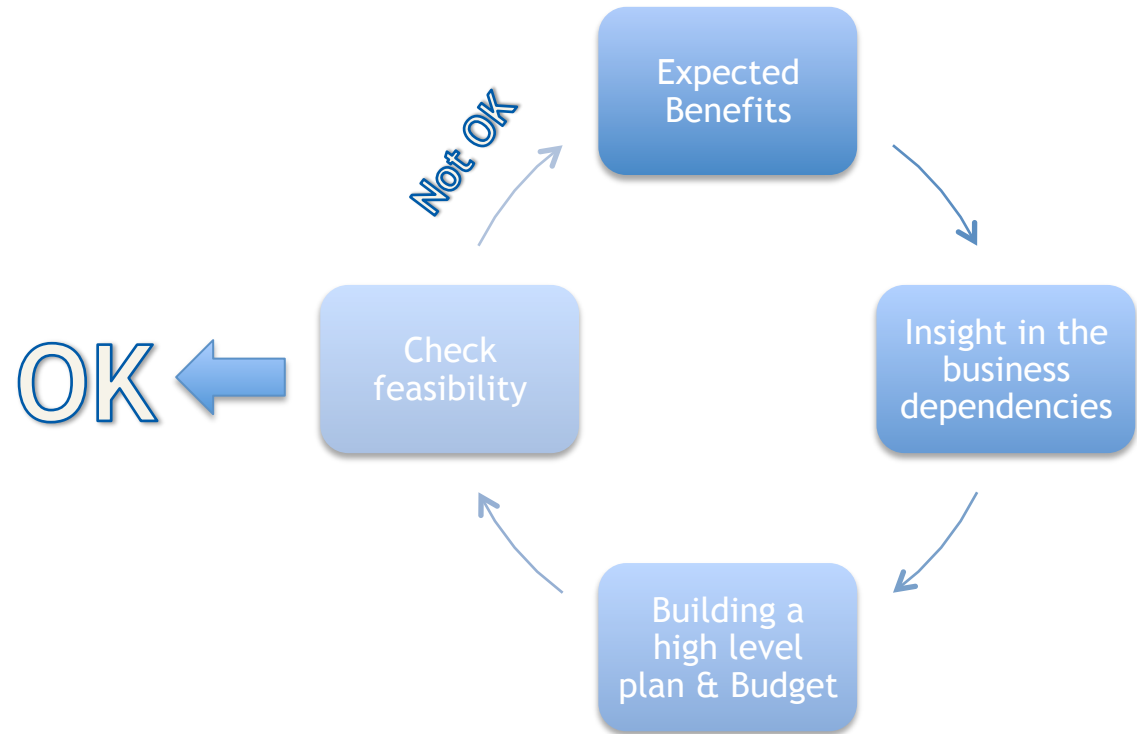 Expected
Benefits
Not OK
Insight in the
business
dependencies
Check
feasibility
OK
Building a
high level
plan & Budget